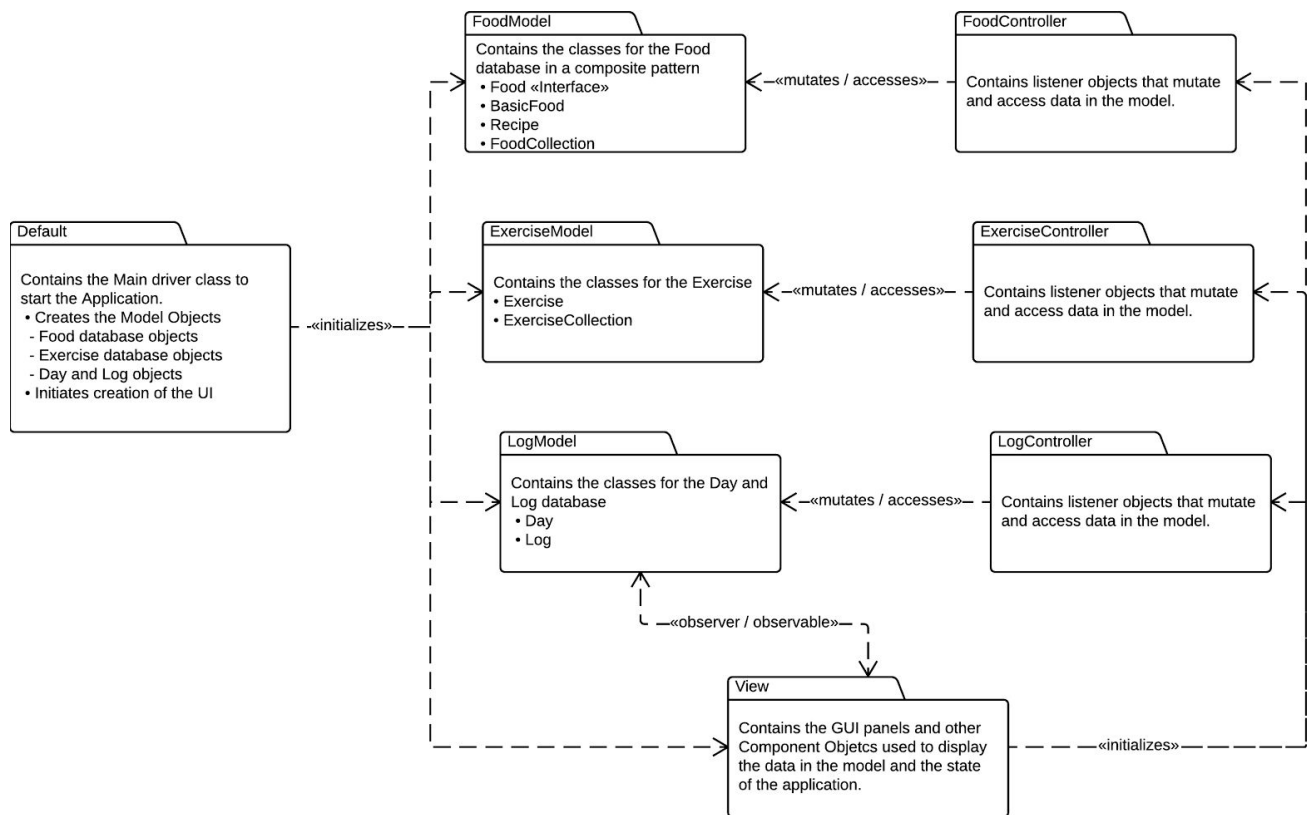 FoodModel
Contains the classes for the Food
database in a composite pattern
• Food «Interface»
• BasicFood
• Recipe
• FoodCollection
«mutates / accesses»
FoodController
Contains listener objects that mutate
and access data in the model.
Default
Contains the Main driver class to
start the Application.
• Creates the Model Objects
- Food database objects
- Exercise database objects
- Day and Log objects
• Initiates creation of the UI
«initializes»
ExerciseModel
Contains the classes for the Exercise
• Exercise
• ExerciseCollection
«mutates / accesses»
ExerciseController
Contains listener objects that mutate
and access data in the model.
LogModel
Contains the classes for the Day and
Log database
• Day
• Log
«mutates / accesses»
LogController
Contains listener objects that mutate
and access data in the model.
«observer / observable»
View
Contains the GUI panels and other
Component Objetcs used to display
the data in the model and the state
of the application.
«initializes»